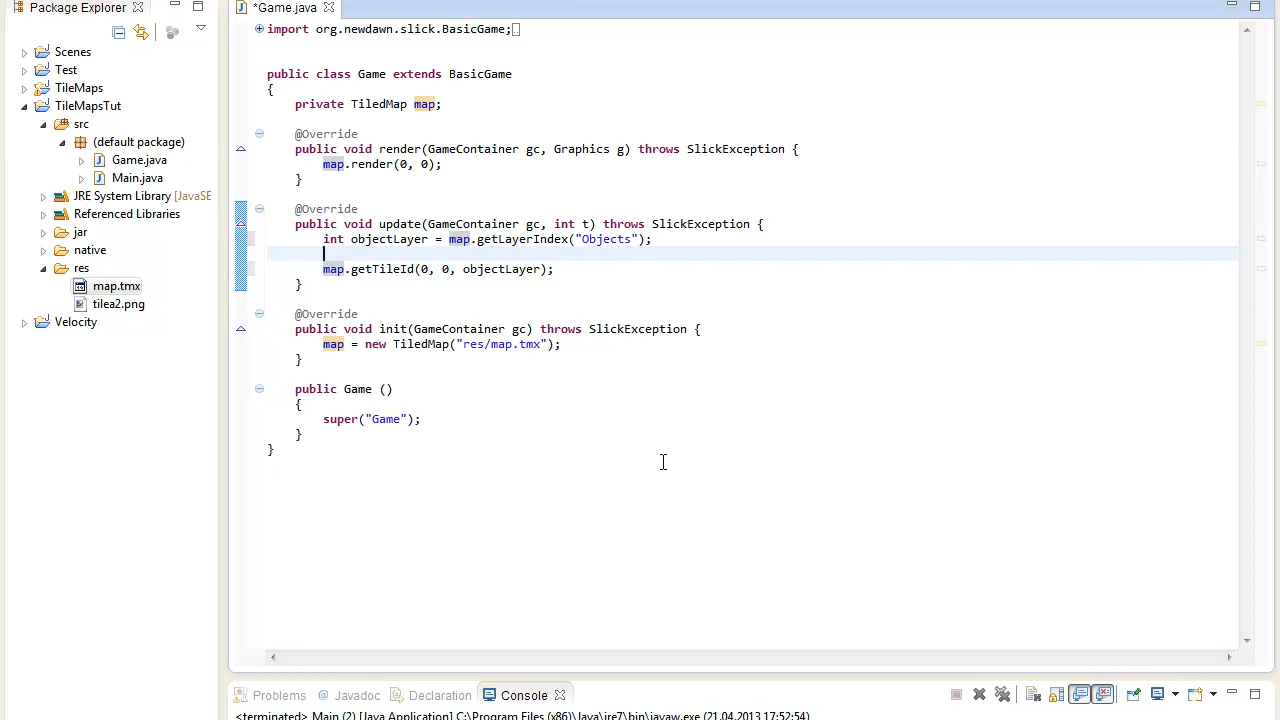 Package Explorer
*Game.java
import org.newdawn.slick.BasicGame;
Scenes
Test
public class Game extends BasicGame
TileMaps
{
TileMapsTut
private TiledMap map;
src
@Override
(default package)
public void render(GameContainer gc, Graphics g) throws SlickException {
Game.java
map.render(0, 0);
Main.java
}
JRE System Library [JavaSE
@Override
Referenced Libraries
public void update(GameContainer gc, int t) throws SlickException {
jar
int objectLayer = map.getLayerIndex("Objects");
native
res
map.getTileId(0, 0, objectLayer);
map.tmx
}
tilea2.png
@Override
Velocity
public void init(GameContainer gc) throws SlickException {
map = new TiledMap("res/map.tmx");
}
public Game ()
{
super("Game");
}
}
Problems @ Javadoc Declaration Console
<terminated> Main (2) [Java Application] C:\Program Files (x86)\Java\jre7\bin\javaw.exe (21.04.2013 17:52:54)